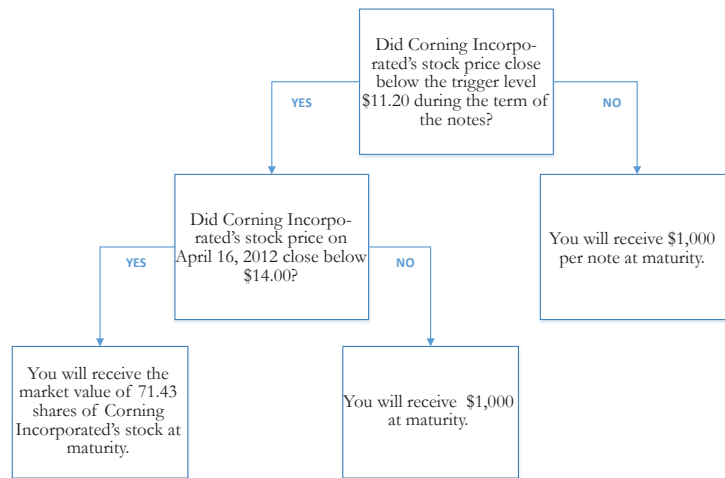 Did Corning Incorpo-
rated's stock price close
below the trigger level
$11.20 during the term of
the notes?
YES
NO
Did Corning Incorpo-
rated's stock price on
April 16, 2012 close below
$14.00?
You will receive $1,000
per note at maturity.
YES
NO
You will receive the
market value of 71.43
shares of Corning
Incorporated's stock at
maturity.
You will receive $1,000
at maturity.